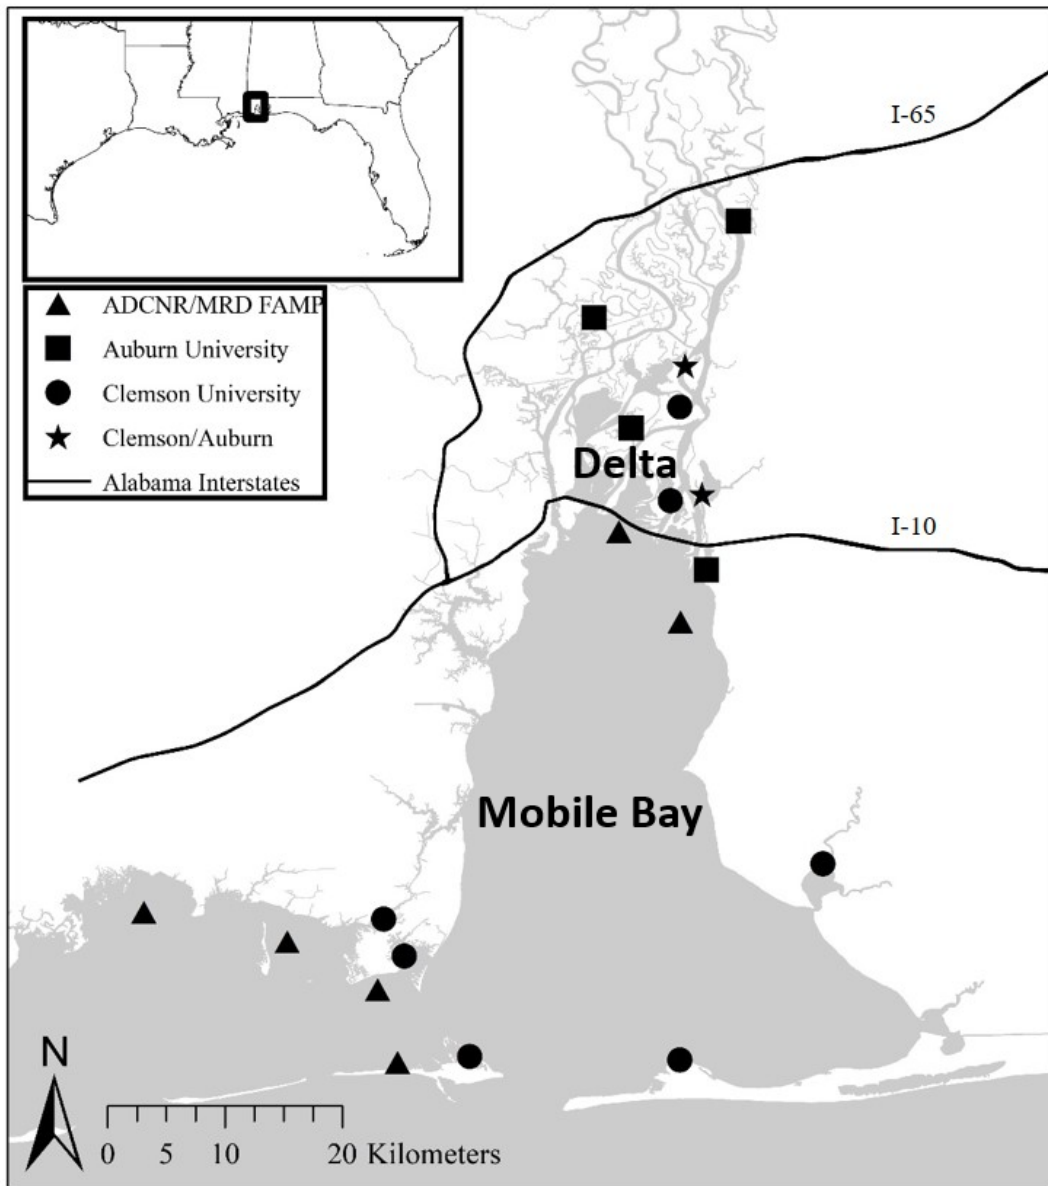 I-65
ADCNR/MRD FAMP
Auburn University
Clemson University
Clemson/Auburn
Alabama Interstates
Delta
I-10
Mobile Bay
N
0 5 10 20 Kilometers